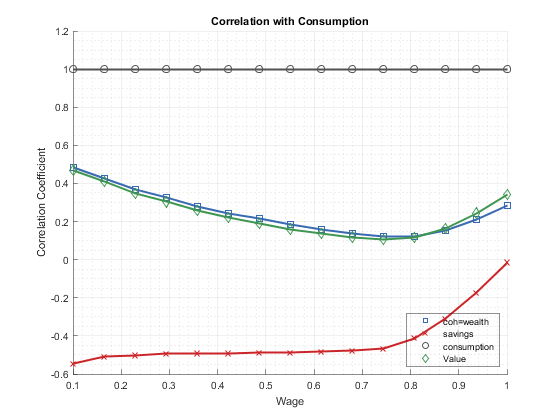 Correlation with Consumption
1.2
1
0.8
0.6
0.4
0.2
0
-0.2
-0.4
-0.6
Correlation Coefficient
0.1 0.2 0.3 0.4 0.5 0.6 0.7 0.8 0.9 1
Wage
coh=wealth
savings
consumption
Value